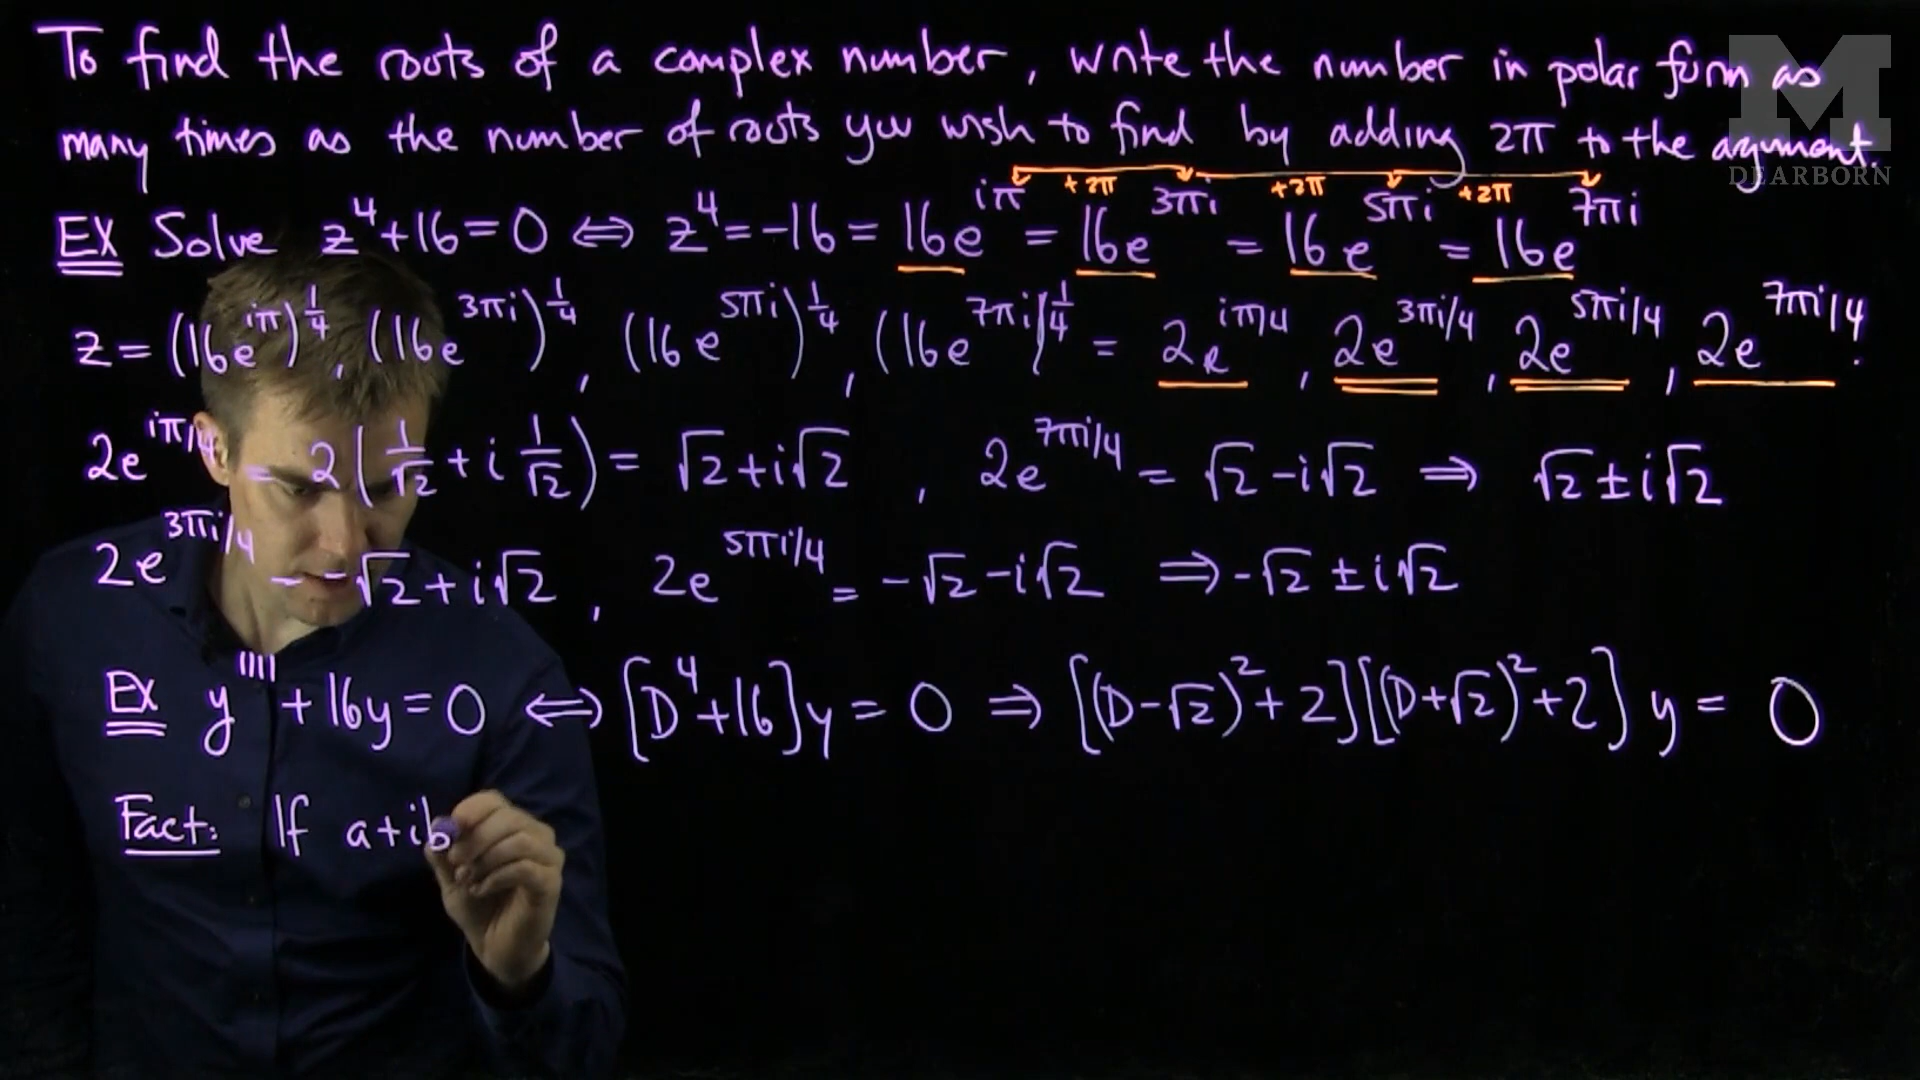 To find the roots of a complex number, write the number in polar form as
many times as the number of roots you wish to find by adding 2π to the argument.
+2π +2π +2π
EX Solve z⁴+16=0 ⟺ z⁴=-16 = 16e^{iπ} = 16e^{3πi} = 16e^{5πi} = 16e^{7πi}
z = (16e^{iπ})^{1/4}, (16e^{3πi})^{1/4}, (16e^{5πi})^{1/4}, (16e^{7πi})^{1/4} = 2e^{iπ/4}, 2e^{3πi/4}, 2e^{5πi/4}, 2e^{7πi/4}.
2e^{iπ/4} = 2(1/√2 + i 1/√2) = √2+i√2, 2e^{7πi/4} = √2-i√2 ⇒ √2±i√2
2e^{3πi/4} = -√2+i√2, 2e^{5πi/4} = -√2-i√2 ⇒ -√2±i√2
EX y''''+16y=0 ⟺ [D⁴+16]y=0 ⇒ [(D-√2)²+2][(D+√2)²+2]y=0
Fact: If a+ib
M
DEARBORN